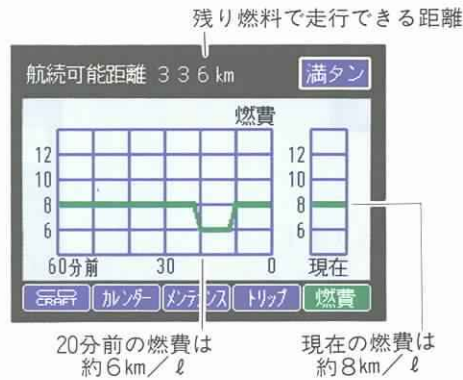 残り燃料で走行できる距離
航続可能距離 336km
満タン
燃費
12
10
8
6
60分前
30
0
12
10
8
6
現在
CRAFT
カレンダー
メンテナンス
トリップ
燃費
20分前の燃費は
約6km/ℓ
現在の燃費は
約8km/ℓ